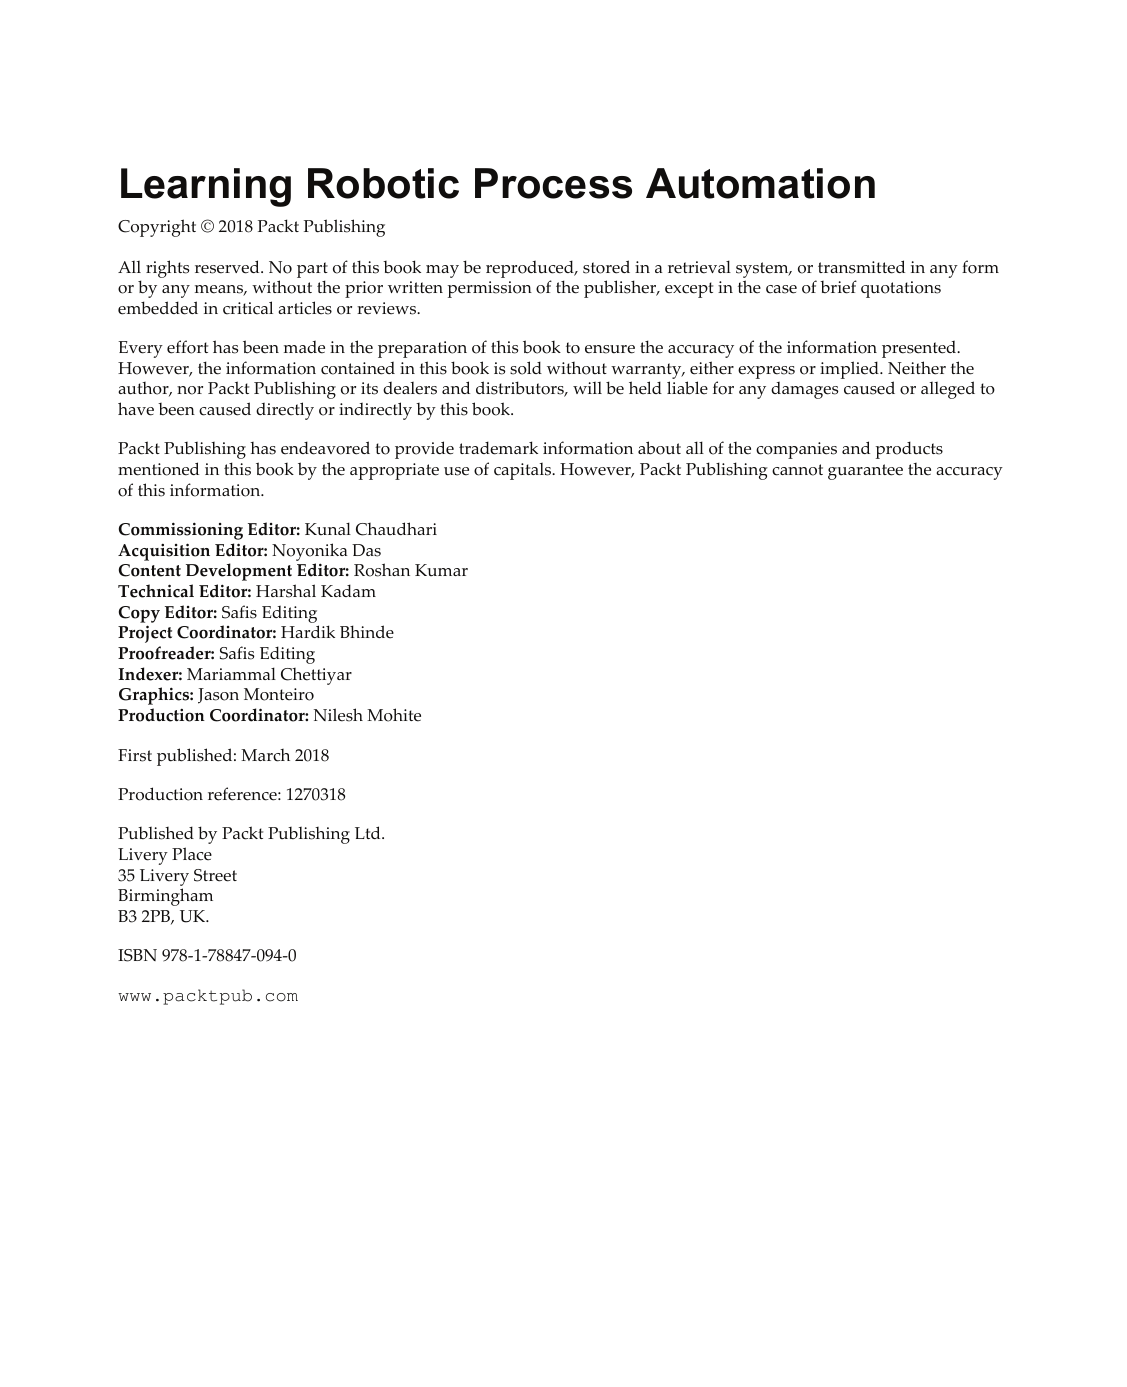 Learning Robotic Process Automation
Copyright © 2018 Packt Publishing
All rights reserved. No part of this book may be reproduced, stored in a retrieval system, or transmitted in any form
or by any means, without the prior written permission of the publisher, except in the case of brief quotations
embedded in critical articles or reviews.
Every effort has been made in the preparation of this book to ensure the accuracy of the information presented.
However, the information contained in this book is sold without warranty, either express or implied. Neither the
author, nor Packt Publishing or its dealers and distributors, will be held liable for any damages caused or alleged to
have been caused directly or indirectly by this book.
Packt Publishing has endeavored to provide trademark information about all of the companies and products
mentioned in this book by the appropriate use of capitals. However, Packt Publishing cannot guarantee the accuracy
of this information.
Commissioning Editor: Kunal Chaudhari
Acquisition Editor: Noyonika Das
Content Development Editor: Roshan Kumar
Technical Editor: Harshal Kadam
Copy Editor: Safis Editing
Project Coordinator: Hardik Bhinde
Proofreader: Safis Editing
Indexer: Mariammal Chettiyar
Graphics: Jason Monteiro
Production Coordinator: Nilesh Mohite
First published: March 2018
Production reference: 1270318
Published by Packt Publishing Ltd.
Livery Place
35 Livery Street
Birmingham
B3 2PB, UK.
ISBN 978-1-78847-094-0
www.packtpub.com